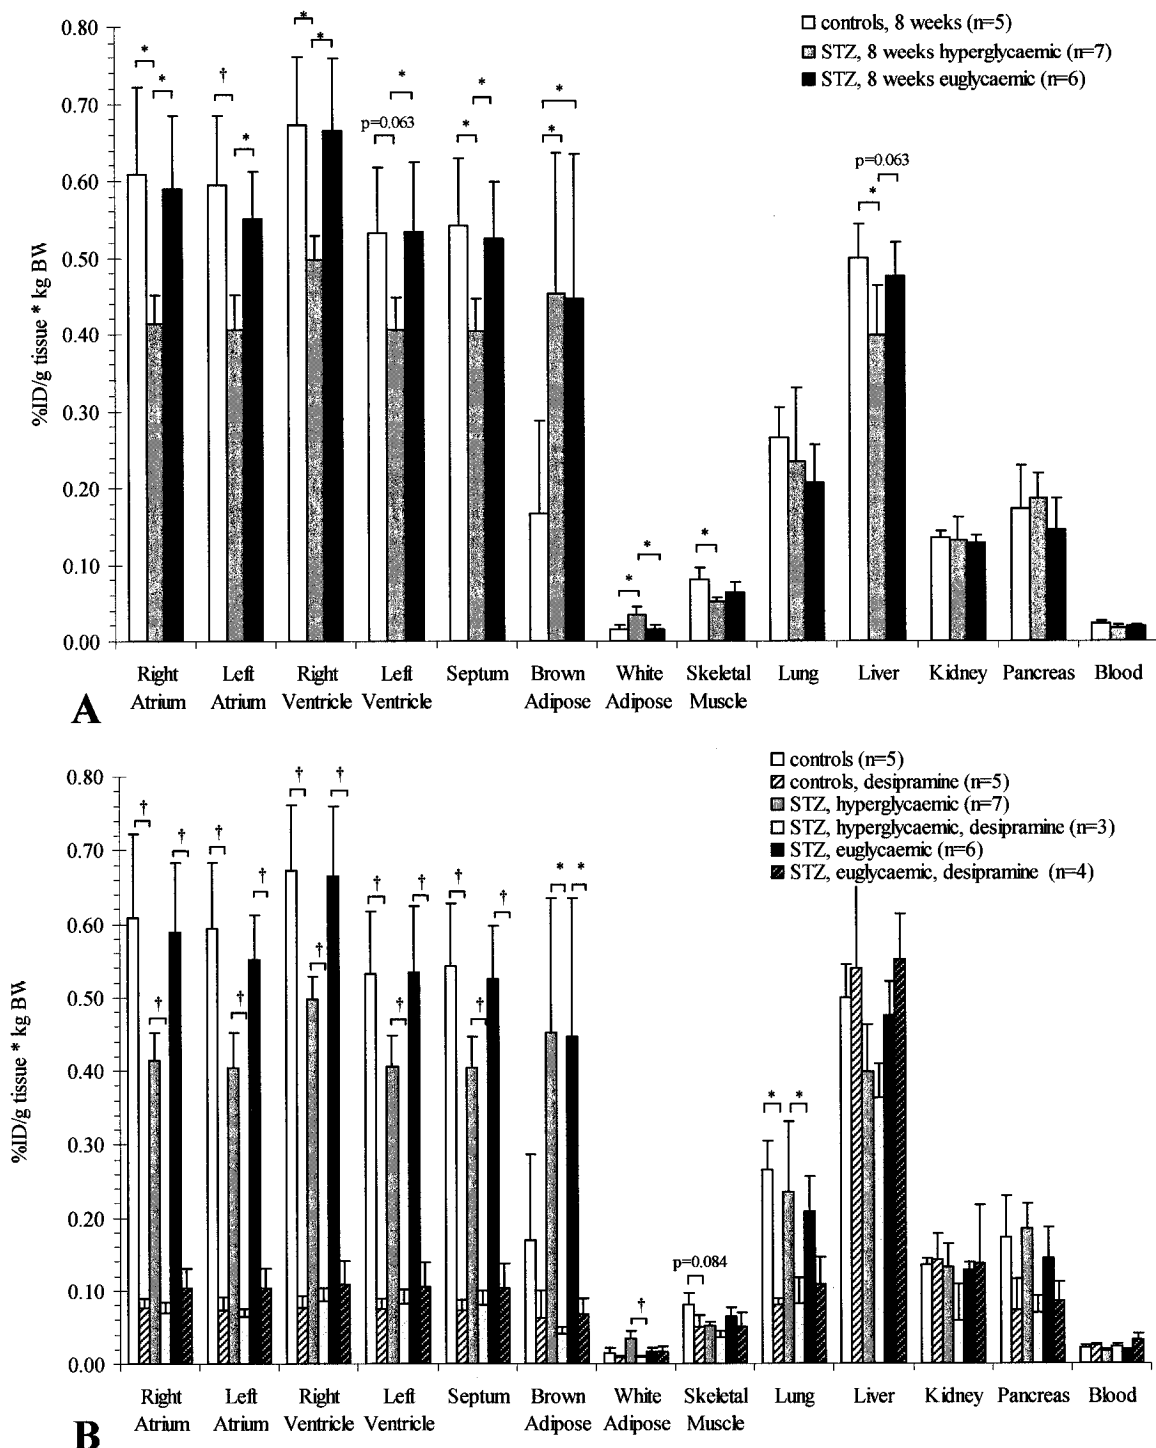 controls, 8 weeks (n=5)
STZ, 8 weeks hyperglycaemic (n=7)
STZ, 8 weeks euglycaemic (n=6)
%ID/g tissue * kg BW
0.80
0.70
0.60
0.50
0.40
0.30
0.20
0.10
0.00
* * † * * * p=0.063 * * * * * * * * * p=0.063
Right Atrium
Left Atrium
Right Ventricle
Left Ventricle
Septum
Brown Adipose
White Adipose
Skeletal Muscle
Lung
Liver
Kidney
Pancreas
Blood
A
controls (n=5)
controls, desipramine (n=5)
STZ, hyperglycaemic (n=7)
STZ, hyperglycaemic, desipramine (n=3)
STZ, euglycaemic (n=6)
STZ, euglycaemic, desipramine (n=4)
%ID/g tissue * kg BW
0.80
0.70
0.60
0.50
0.40
0.30
0.20
0.10
0.00
† † † † † † † † † † † † † † † * * † p=0.084 * *
Right Atrium
Left Atrium
Right Ventricle
Left Ventricle
Septum
Brown Adipose
White Adipose
Skeletal Muscle
Lung
Liver
Kidney
Pancreas
Blood
B